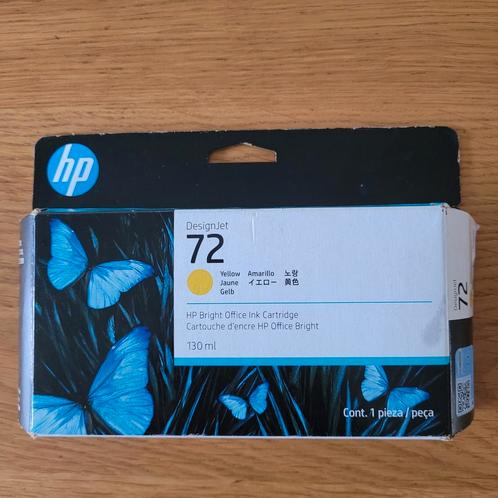 hp
DesignJet
72
Yellow Amarillo 노랑
Jaune イエロー 黄色
Gelb
HP Bright Office Ink Cartridge
Cartouche d'encre HP Office Bright
130 ml
Cont. 1 pieza / peça
DesignJet
72